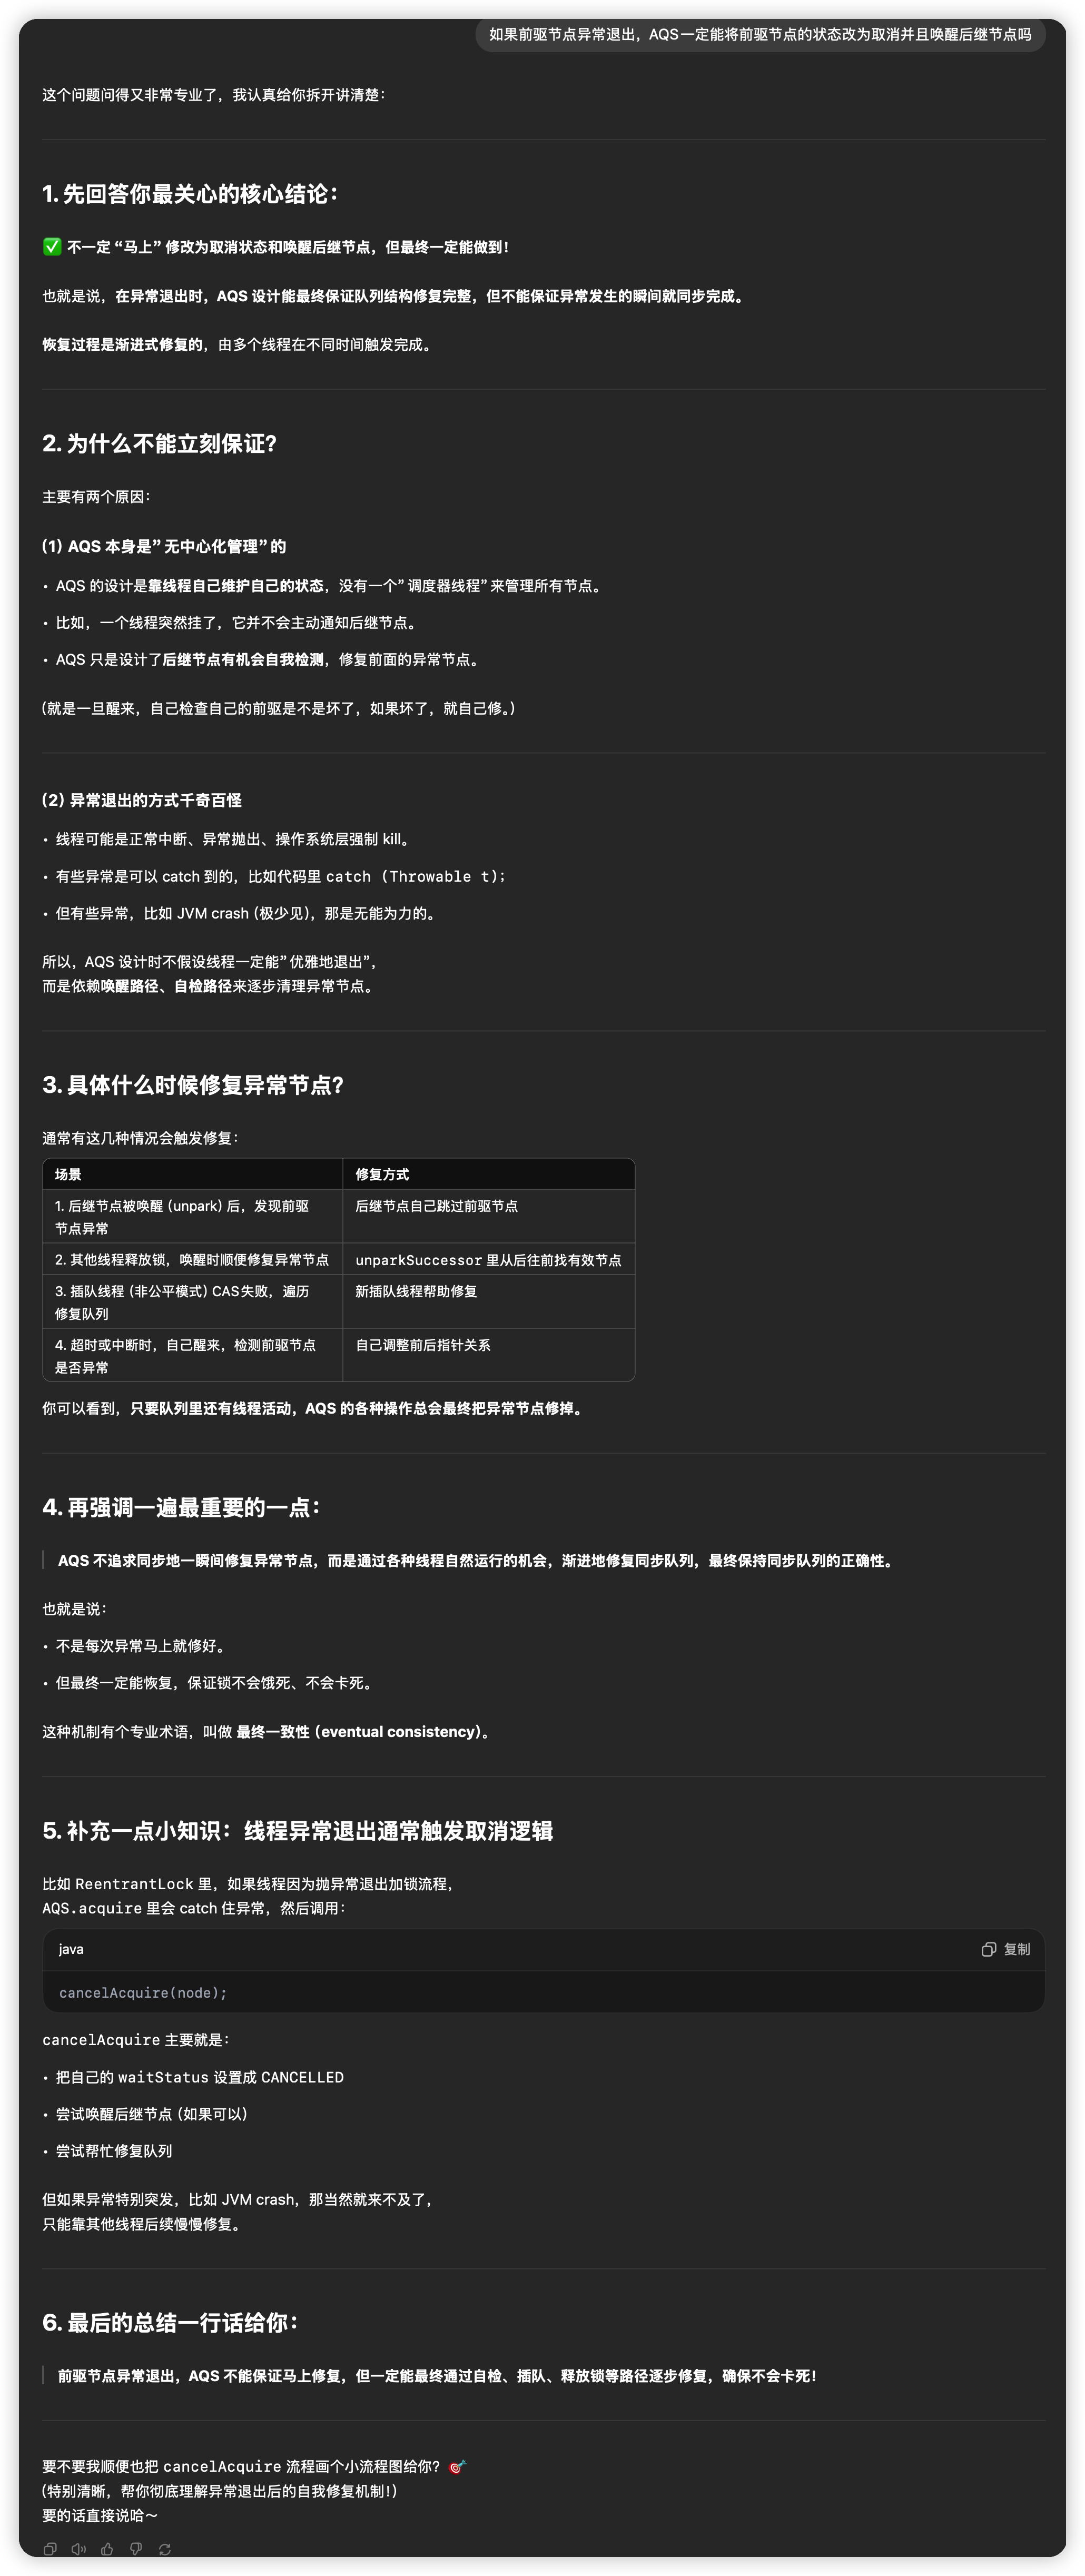 如果前驱节点异常退出，AQS一定能将前驱节点的状态改为取消并且唤醒后继节点吗
这个问题问得又非常专业了，我认真给你拆开讲清楚：
1. 先回答你最关心的核心结论：
✅ 不一定 “马上” 修改为取消状态和唤醒后继节点，但最终一定能做到！
也就是说，在异常退出时，AQS 设计能最终保证队列结构修复完整，但不能保证异常发生的瞬间就同步完成。
恢复过程是渐进式修复的，由多个线程在不同时间触发完成。
2. 为什么不能立刻保证？
主要有两个原因：
(1) AQS 本身是”无中心化管理”的
• AQS 的设计是靠线程自己维护自己的状态，没有一个”调度器线程”来管理所有节点。
• 比如，一个线程突然挂了，它并不会主动通知后继节点。
• AQS 只是设计了后继节点有机会自我检测，修复前面的异常节点。
(就是一旦醒来，自己检查自己的前驱是不是坏了，如果坏了，就自己修。)
(2) 异常退出的方式千奇百怪
• 线程可能是正常中断、异常抛出、操作系统层强制 kill。
• 有些异常是可以 catch 到的，比如代码里 catch (Throwable t)；
• 但有些异常，比如 JVM crash (极少见)，那是无能为力的。
所以，AQS 设计时不假设线程一定能”优雅地退出”，
而是依赖唤醒路径、自检路径来逐步清理异常节点。
3. 具体什么时候修复异常节点？
通常有这几种情况会触发修复：
场景 修复方式
1. 后继节点被唤醒 (unpark) 后，发现前驱 后继节点自己跳过前驱节点
节点异常
2. 其他线程释放锁，唤醒时顺便修复异常节点 unparkSuccessor 里从后往前找有效节点
3. 插队线程 (非公平模式) CAS失败，遍历 新插队线程帮助修复
修复队列
4. 超时或中断时，自己醒来，检测前驱节点 自己调整前后指针关系
是否异常
你可以看到，只要队列里还有线程活动，AQS 的各种操作总会最终把异常节点修掉。
4. 再强调一遍最重要的一点：
AQS 不追求同步地一瞬间修复异常节点，而是通过各种线程自然运行的机会，渐进地修复同步队列，最终保持同步队列的正确性。
也就是说：
• 不是每次异常马上就修好。
• 但最终一定能恢复，保证锁不会饿死、不会卡死。
这种机制有个专业术语，叫做 最终一致性 (eventual consistency)。
5. 补充一点小知识：线程异常退出通常触发取消逻辑
比如 ReentrantLock 里，如果线程因为抛异常退出加锁流程，
AQS.acquire 里会 catch 住异常，然后调用：
java 复制
cancelAcquire(node);
cancelAcquire 主要就是：
• 把自己的 waitStatus 设置成 CANCELLED
• 尝试唤醒后继节点 (如果可以)
• 尝试帮忙修复队列
但如果异常特别突发，比如 JVM crash，那当然就来不及了，
只能靠其他线程后续慢慢修复。
6. 最后的总结一行话给你：
前驱节点异常退出，AQS 不能保证马上修复，但一定能最终通过自检、插队、释放锁等路径逐步修复，确保不会卡死！
要不要我顺便也把 cancelAcquire 流程画个小流程图给你？🎯
(特别清晰，帮你彻底理解异常退出后的自我修复机制!)
要的话直接说哈～